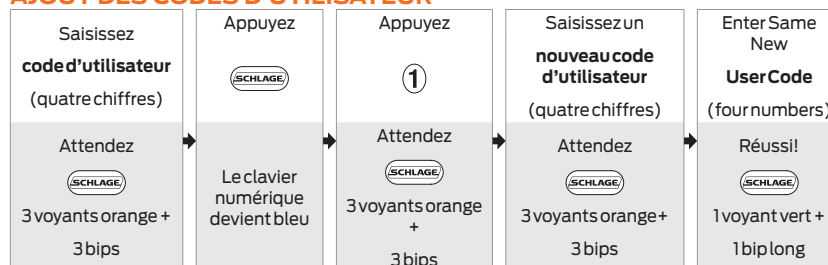 AJOUT DES CODES D'UTILISATEUR
Saisissez
code d'utilisateur
(quatre chiffres)
Attendez
SCHLAGE
3 voyants orange +
3 bips
Appuyez
SCHLAGE
Le clavier
numérique
devient bleu
Appuyez
1
Attendez
SCHLAGE
3 voyants orange
+
3 bips
Saisissez un
nouveau code
d'utilisateur
(quatre chiffres)
Attendez
SCHLAGE
3 voyants orange+
3 bips
Enter Same
New
User Code
(four numbers)
Réussi!
SCHLAGE
1 voyant vert +
1 bip long